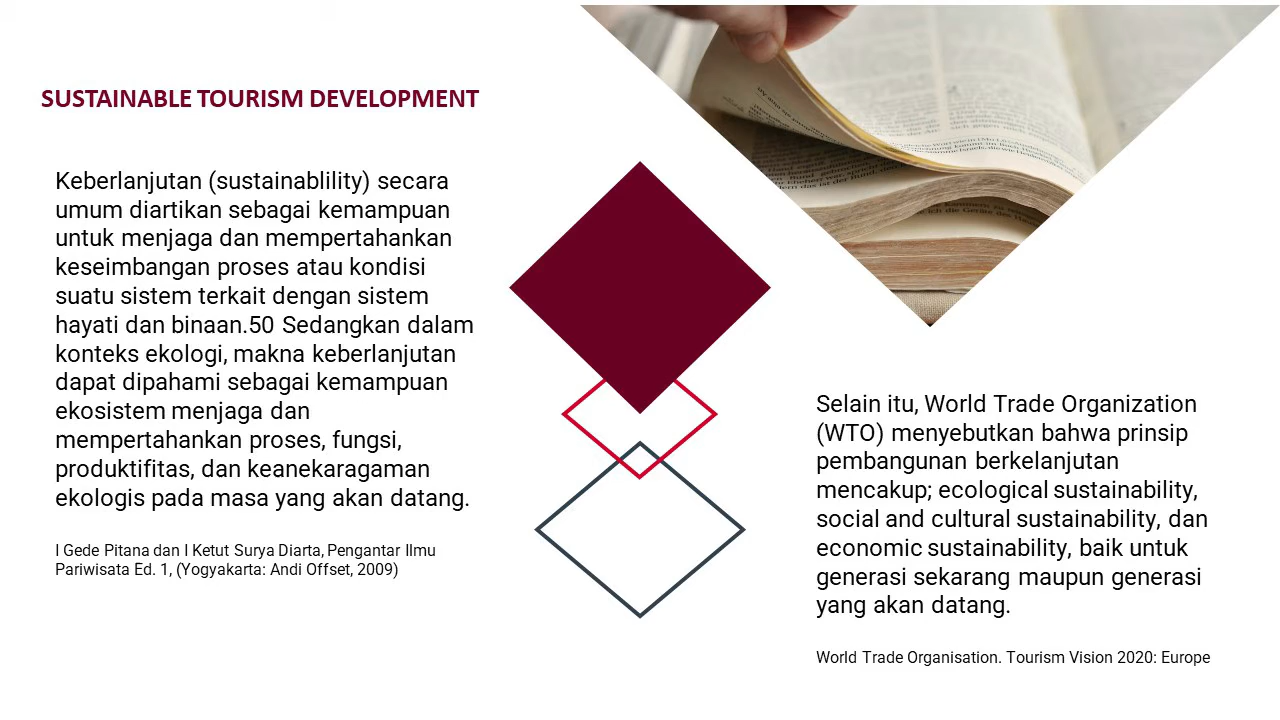 SUSTAINABLE TOURISM DEVELOPMENT
Keberlanjutan (sustainablility) secara
umum diartikan sebagai kemampuan
untuk menjaga dan mempertahankan
keseimbangan proses atau kondisi
suatu sistem terkait dengan sistem
hayati dan binaan.50 Sedangkan dalam
konteks ekologi, makna keberlanjutan
dapat dipahami sebagai kemampuan
ekosistem menjaga dan
mempertahankan proses, fungsi,
produktifitas, dan keanekaragaman
ekologis pada masa yang akan datang.
I Gede Pitana dan I Ketut Surya Diarta, Pengantar Ilmu
Pariwisata Ed. 1, (Yogyakarta: Andi Offset, 2009)
Selain itu, World Trade Organization
(WTO) menyebutkan bahwa prinsip
pembangunan berkelanjutan
mencakup; ecological sustainability,
social and cultural sustainability, dan
economic sustainability, baik untuk
generasi sekarang maupun generasi
yang akan datang.
World Trade Organisation. Tourism Vision 2020: Europe